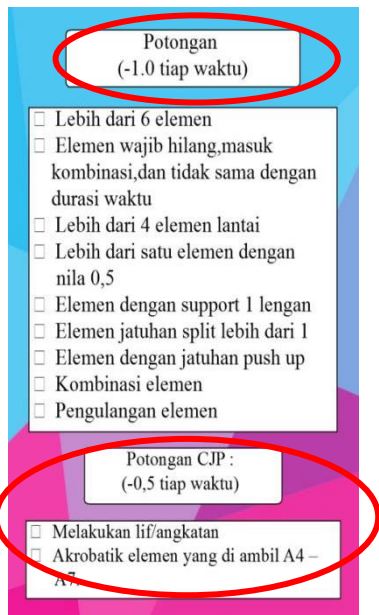 Potongan
(-1.0 tiap waktu)
□ Lebih dari 6 elemen
□ Elemen wajib hilang,masuk
kombinasi,dan tidak sama dengan
durasi waktu
□ Lebih dari 4 elemen lantai
□ Lebih dari satu elemen dengan
nila 0,5
□ Elemen dengan support 1 lengan
□ Elemen jatuhan split lebih dari 1
□ Elemen dengan jatuhan push up
□ Kombinasi elemen
□ Pengulangan elemen
Potongan CJP :
(-0,5 tiap waktu)
□ Melakukan lif/angkatan
□ Akrobatik elemen yang di ambil A4 –
A7.